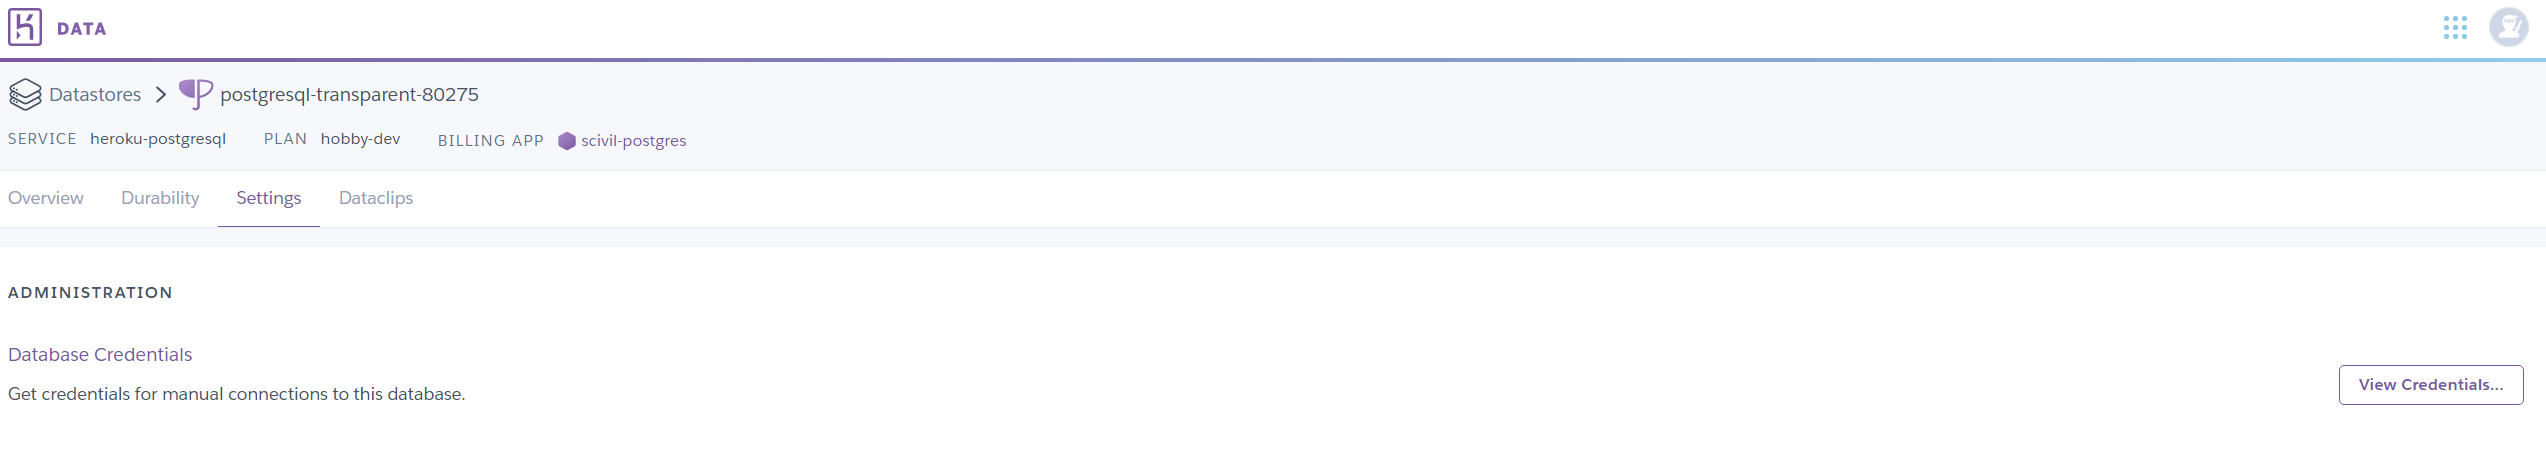 DATA
Datastores > postgresql-transparent-80275
SERVICE heroku-postgresql PLAN hobby-dev BILLING APP scivil-postgres
Overview Durability Settings Dataclips
ADMINISTRATION
Database Credentials
Get credentials for manual connections to this database.
View Credentials...